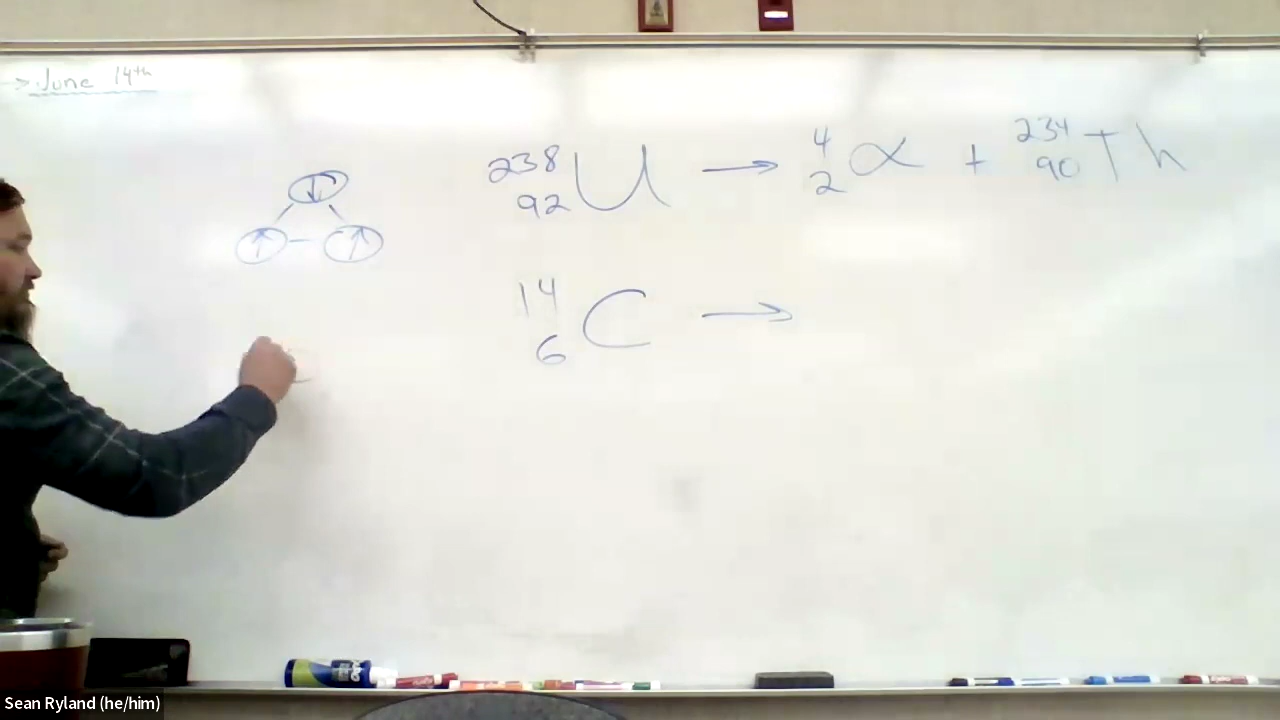 → June 14th
238 92 U → 4 2 α + 234 90 Th
↓
↑ — ↑
14 6 C →
Sean Ryland (he/him)